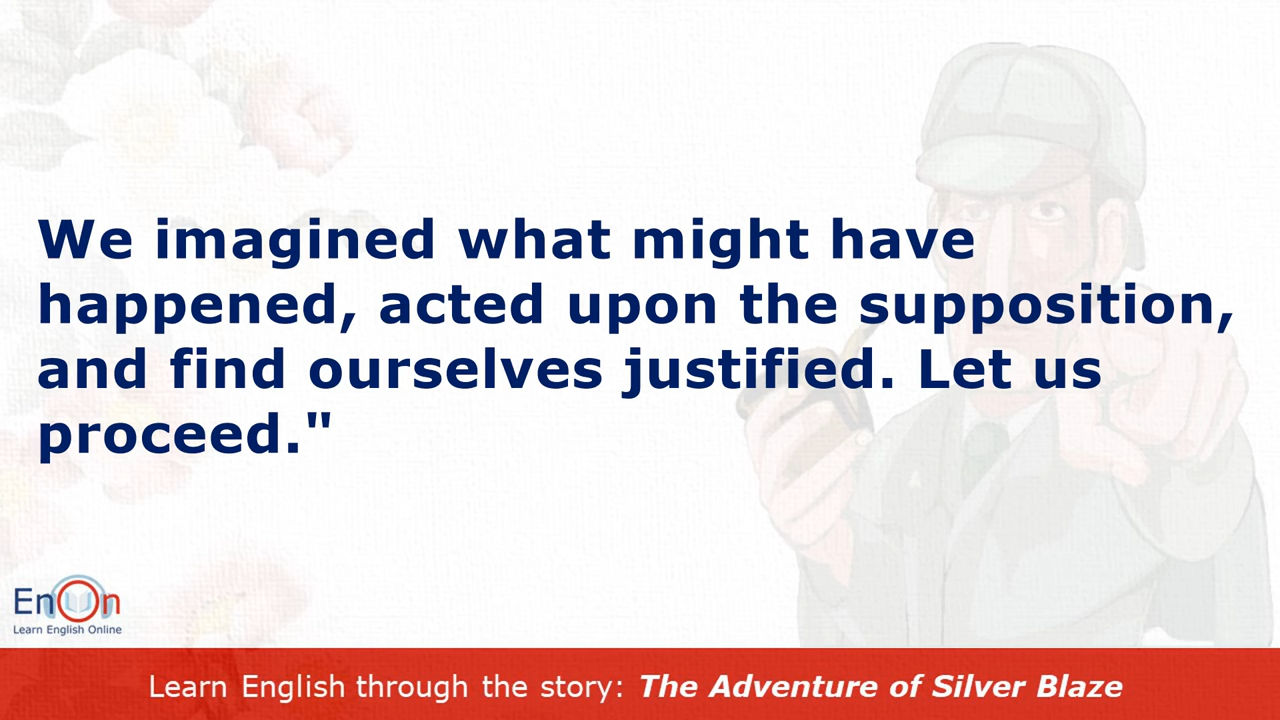 We imagined what might have
happened, acted upon the supposition,
and find ourselves justified. Let us
proceed."
EnOn
Learn English Online
Learn English through the story: The Adventure of Silver Blaze